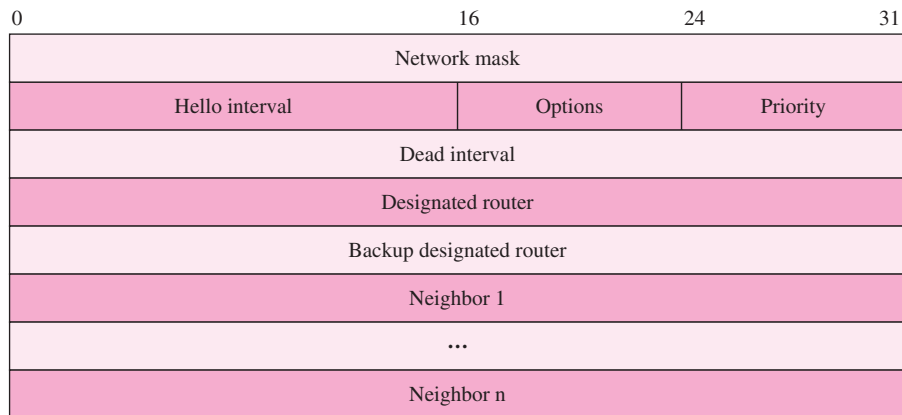 0 16 24 31
Network mask
Hello interval Options Priority
Dead interval
Designated router
Backup designated router
Neighbor 1
...
Neighbor n